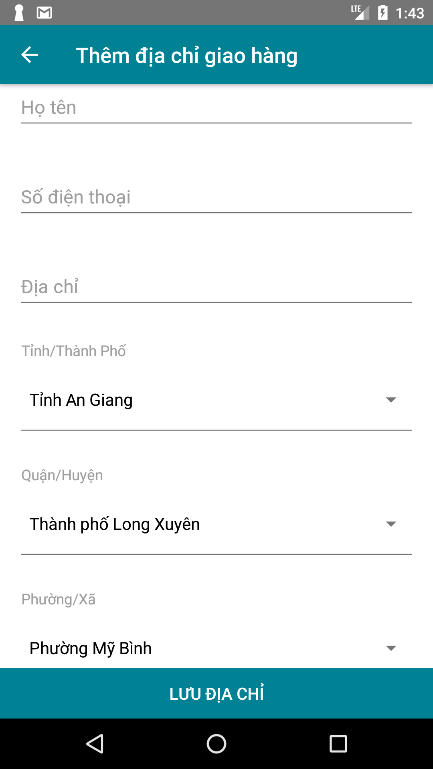 LTE 1:43
Thêm địa chỉ giao hàng
Họ tên
Số điện thoại
Địa chỉ
Tỉnh/Thành Phố
Tỉnh An Giang
Quận/Huyện
Thành phố Long Xuyên
Phường/Xã
Phường Mỹ Bình
LƯU ĐỊA CHỈ